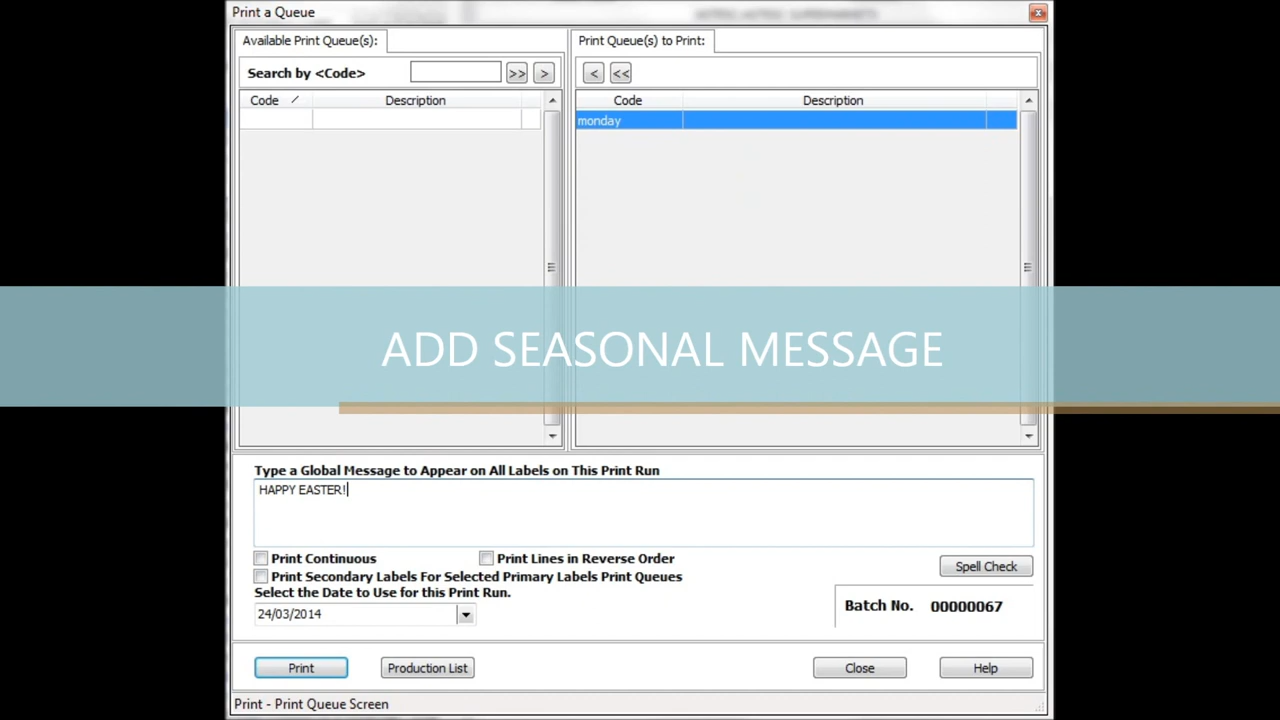 Print a Queue
Available Print Queue(s):
Print Queue(s) to Print:
Search by <Code>
>>
>
<
<<
Code
Description
Code
Description
monday
ADD SEASONAL MESSAGE
Type a Global Message to Appear on All Labels on This Print Run
HAPPY EASTER!
Print Continuous
Print Lines in Reverse Order
Print Secondary Labels For Selected Primary Labels Print Queues
Spell Check
Select the Date to Use for this Print Run.
24/03/2014
Batch No. 00000067
Print
Production List
Close
Help
Print - Print Queue Screen